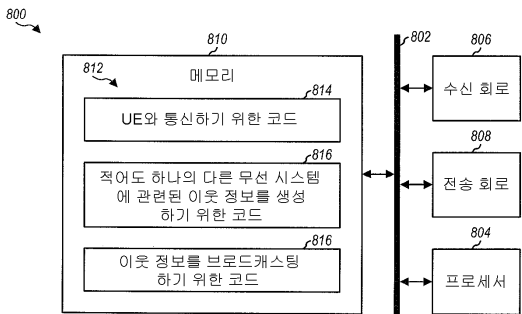 800
810
802
806
812
메모리
수신 회로
814
UE와 통신하기 위한 코드
808
816
적어도 하나의 다른 무선 시스템
에 관련된 이웃 정보를 생성
하기 위한 코드
전송 회로
816
804
이웃 정보를 브로드캐스팅
하기 위한 코드
프로세서